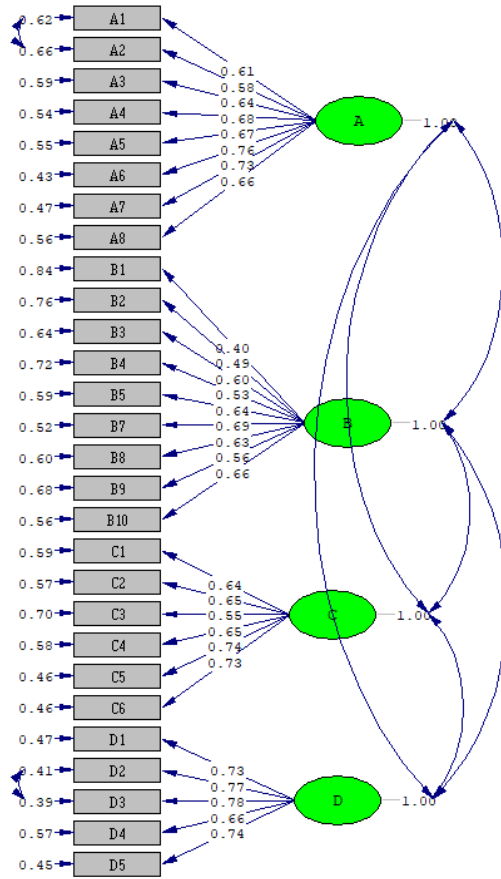 0.62 A1
0.66 A2
0.59 A3
0.54 A4
0.55 A5
0.43 A6
0.47 A7
0.56 A8
0.84 B1
0.76 B2
0.64 B3
0.72 B4
0.59 B5
0.52 B7
0.60 B8
0.68 B9
0.56 B10
0.59 C1
0.57 C2
0.70 C3
0.58 C4
0.46 C5
0.46 C6
0.47 D1
0.41 D2
0.39 D3
0.57 D4
0.45 D5
0.61
0.58
0.64
0.68
0.67
0.76
0.73
0.66
A 1.00
0.40
0.49
0.60
0.53
0.64
0.69
0.63
0.56
0.66
B 1.00
0.64
0.65
0.55
0.65
0.74
0.73
C 1.00
0.73
0.77
0.78
0.66
0.74
D 1.00